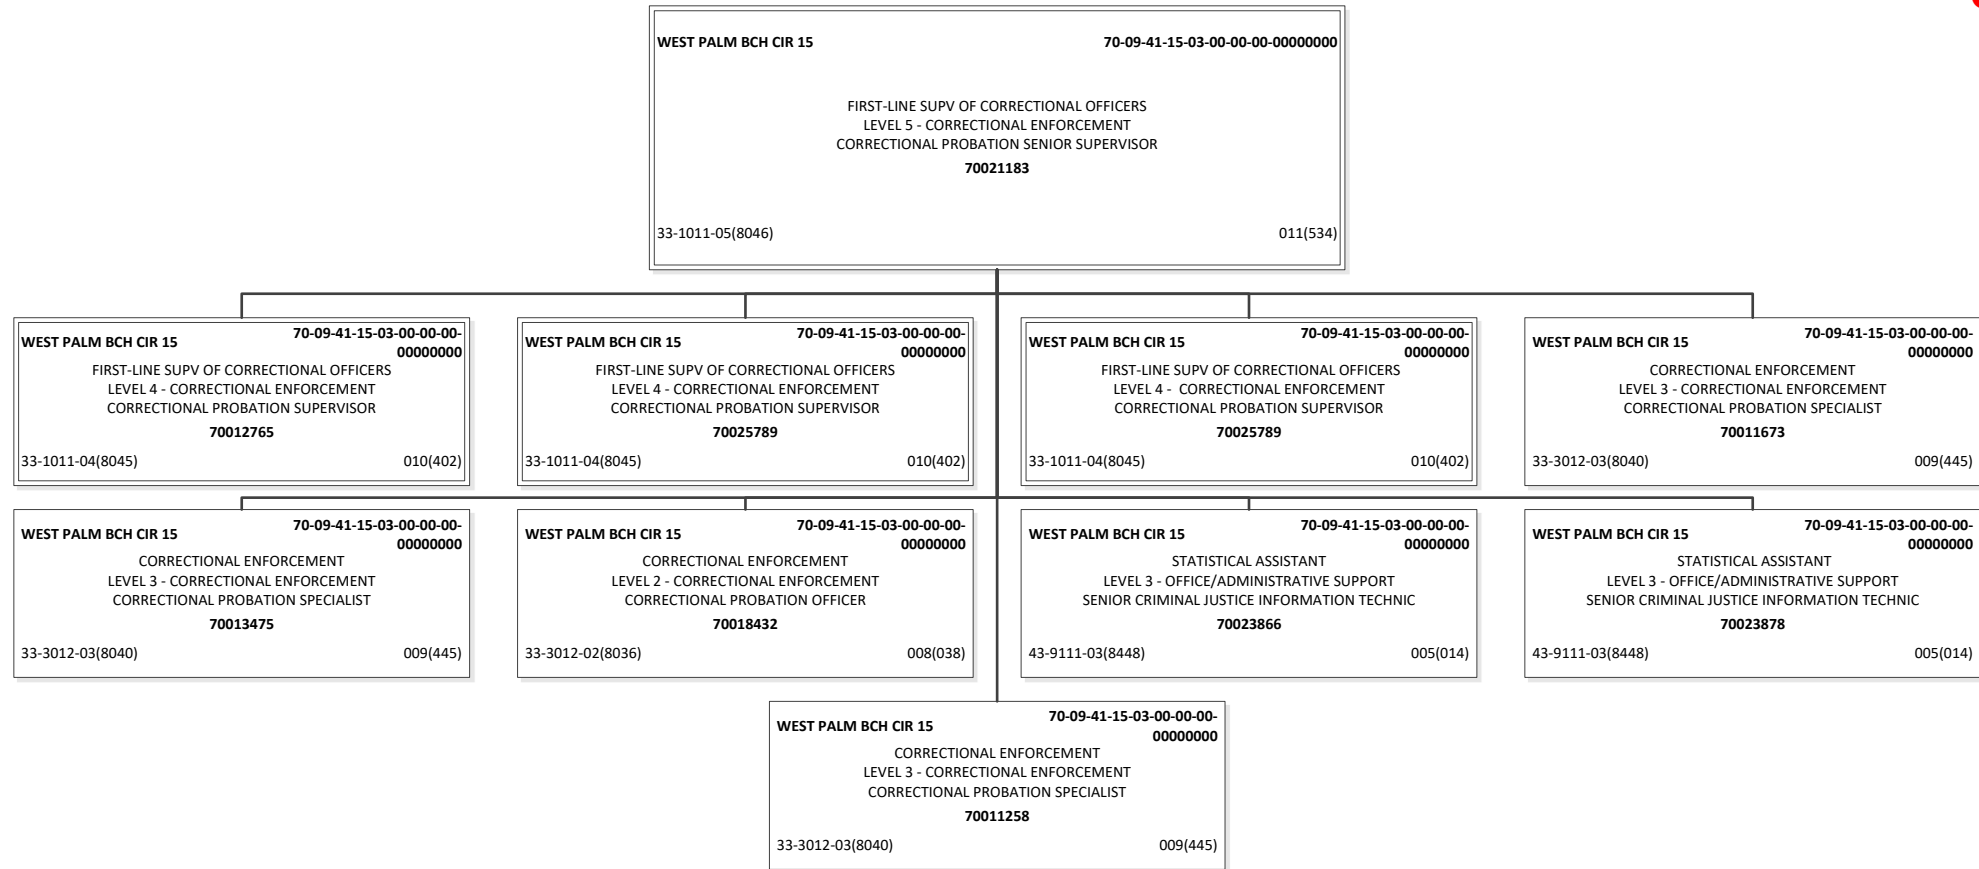 WEST PALM BCH CIR 15 70-09-41-15-03-00-00-00-00000000
FIRST-LINE SUPV OF CORRECTIONAL OFFICERS
LEVEL 5 - CORRECTIONAL ENFORCEMENT
CORRECTIONAL PROBATION SENIOR SUPERVISOR
70021183
33-1011-05(8046) 011(534)
WEST PALM BCH CIR 15 70-09-41-15-03-00-00-00-
00000000
FIRST-LINE SUPV OF CORRECTIONAL OFFICERS
LEVEL 4 - CORRECTIONAL ENFORCEMENT
CORRECTIONAL PROBATION SUPERVISOR
70012765
33-1011-04(8045) 010(402)
WEST PALM BCH CIR 15 70-09-41-15-03-00-00-00-
00000000
FIRST-LINE SUPV OF CORRECTIONAL OFFICERS
LEVEL 4 - CORRECTIONAL ENFORCEMENT
CORRECTIONAL PROBATION SUPERVISOR
70025789
33-1011-04(8045) 010(402)
WEST PALM BCH CIR 15 70-09-41-15-03-00-00-00-
00000000
FIRST-LINE SUPV OF CORRECTIONAL OFFICERS
LEVEL 4 - CORRECTIONAL ENFORCEMENT
CORRECTIONAL PROBATION SUPERVISOR
70025789
33-1011-04(8045) 010(402)
WEST PALM BCH CIR 15 70-09-41-15-03-00-00-00-
00000000
CORRECTIONAL ENFORCEMENT
LEVEL 3 - CORRECTIONAL ENFORCEMENT
CORRECTIONAL PROBATION SPECIALIST
70011673
33-3012-03(8040) 009(445)
WEST PALM BCH CIR 15 70-09-41-15-03-00-00-00-
00000000
CORRECTIONAL ENFORCEMENT
LEVEL 3 - CORRECTIONAL ENFORCEMENT
CORRECTIONAL PROBATION SPECIALIST
70013475
33-3012-03(8040) 009(445)
WEST PALM BCH CIR 15 70-09-41-15-03-00-00-00-
00000000
CORRECTIONAL ENFORCEMENT
LEVEL 2 - CORRECTIONAL ENFORCEMENT
CORRECTIONAL PROBATION OFFICER
70018432
33-3012-02(8036) 008(038)
WEST PALM BCH CIR 15 70-09-41-15-03-00-00-00-
00000000
STATISTICAL ASSISTANT
LEVEL 3 - OFFICE/ADMINISTRATIVE SUPPORT
SENIOR CRIMINAL JUSTICE INFORMATION TECHNIC
70023866
43-9111-03(8448) 005(014)
WEST PALM BCH CIR 15 70-09-41-15-03-00-00-00-
00000000
STATISTICAL ASSISTANT
LEVEL 3 - OFFICE/ADMINISTRATIVE SUPPORT
SENIOR CRIMINAL JUSTICE INFORMATION TECHNIC
70023878
43-9111-03(8448) 005(014)
WEST PALM BCH CIR 15 70-09-41-15-03-00-00-00-
00000000
CORRECTIONAL ENFORCEMENT
LEVEL 3 - CORRECTIONAL ENFORCEMENT
CORRECTIONAL PROBATION SPECIALIST
70011258
33-3012-03(8040) 009(445)